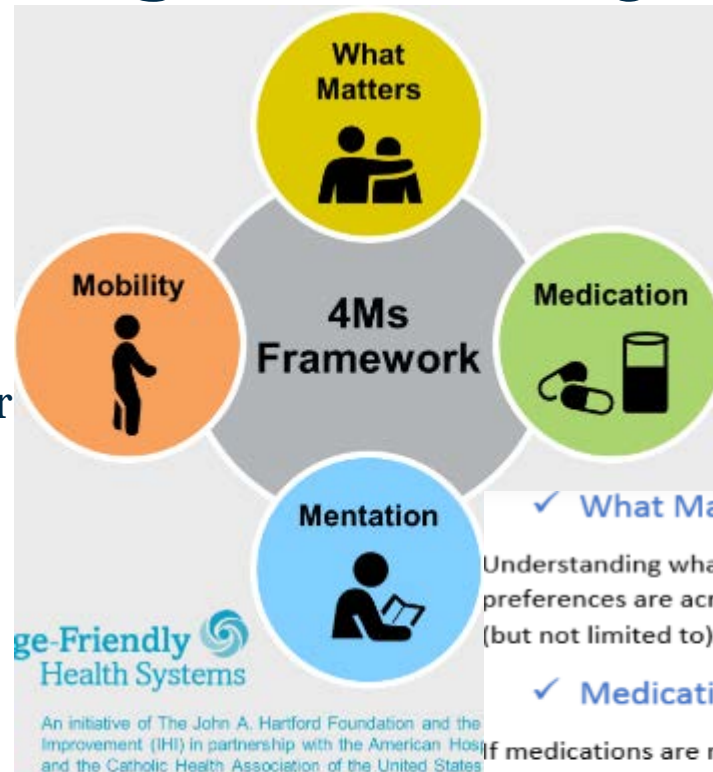 What
Matters
Mobility
4Ms
Framework
Medication
Mentation
ge-Friendly
Health Systems
An initiative of The John A. Hartford Foundation and the
Improvement (IHI) in partnership with the American Hos
and the Catholic Health Association of the United States
✓ What Ma
Understanding wha
preferences are acr
(but not limited to)
✓ Medicati
If medications are